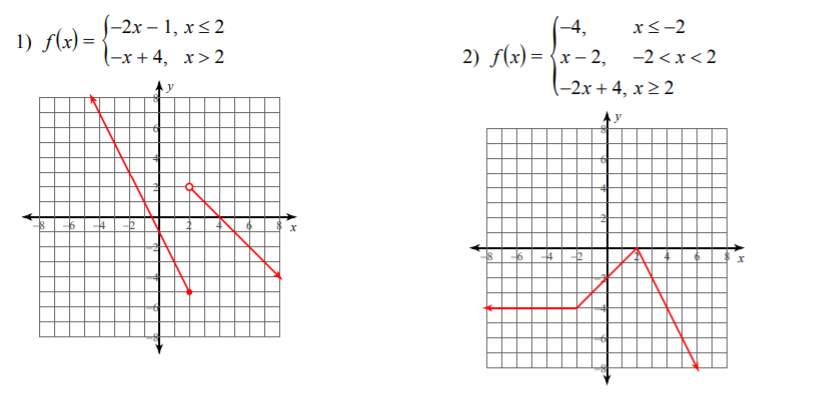 1) f(x) = { −2x − 1, x ≤ 2
−x + 4, x > 2
y
8
6
4
2
−8 −6 −4 −2 2 4 6 8 x
−2
−4
−6
−8
2) f(x) = { −4, x ≤ −2
x − 2, −2 < x < 2
−2x + 4, x ≥ 2
y
8
6
4
2
−8 −6 −4 −2 2 4 6 8 x
−2
−4
−6
−8